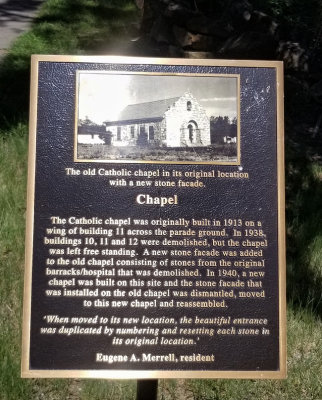 The old Catholic chapel in its original location
with a new stone facade.
Chapel
The Catholic chapel was originally built in 1913 on a
wing of building 11 across the parade ground. In 1938,
buildings 10, 11 and 12 were demolished, but the chapel
was left free standing. A new stone facade was added
to the old chapel consisting of stones from the original
barracks/hospital that was demolished. In 1940, a new
chapel was built on this site and the stone facade that
was installed on the old chapel was dismantled, moved
to this new chapel and reassembled.
'When moved to its new location, the beautiful entrance
was duplicated by numbering and resetting each stone in
its original location.'
Eugene A. Merrell, resident